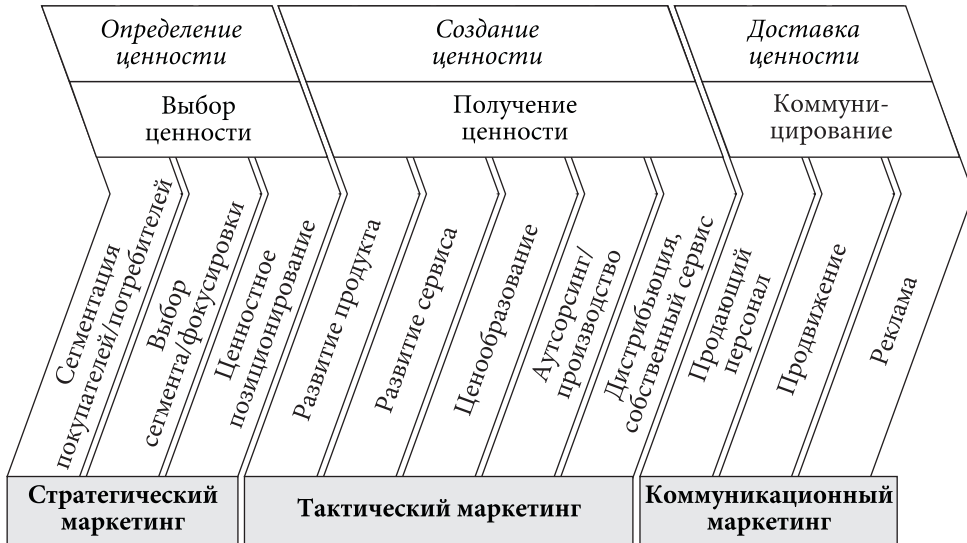 Определение
ценности
Создание
ценности
Доставка
ценности
Выбор
ценности
Получение
ценности
Коммуни-
цирование
Сегментация
покупателей/потребителей
Выбор
сегмента/фокусировки
Ценностное
позиционирование
Развитие продукта
Развитие сервиса
Ценообразование
Аутсорсинг/
производство
Дистрибьюция,
собственный сервис
Продающий
персонал
Продвижение
Реклама
Стратегический
маркетинг
Тактический маркетинг
Коммуникационный
маркетинг